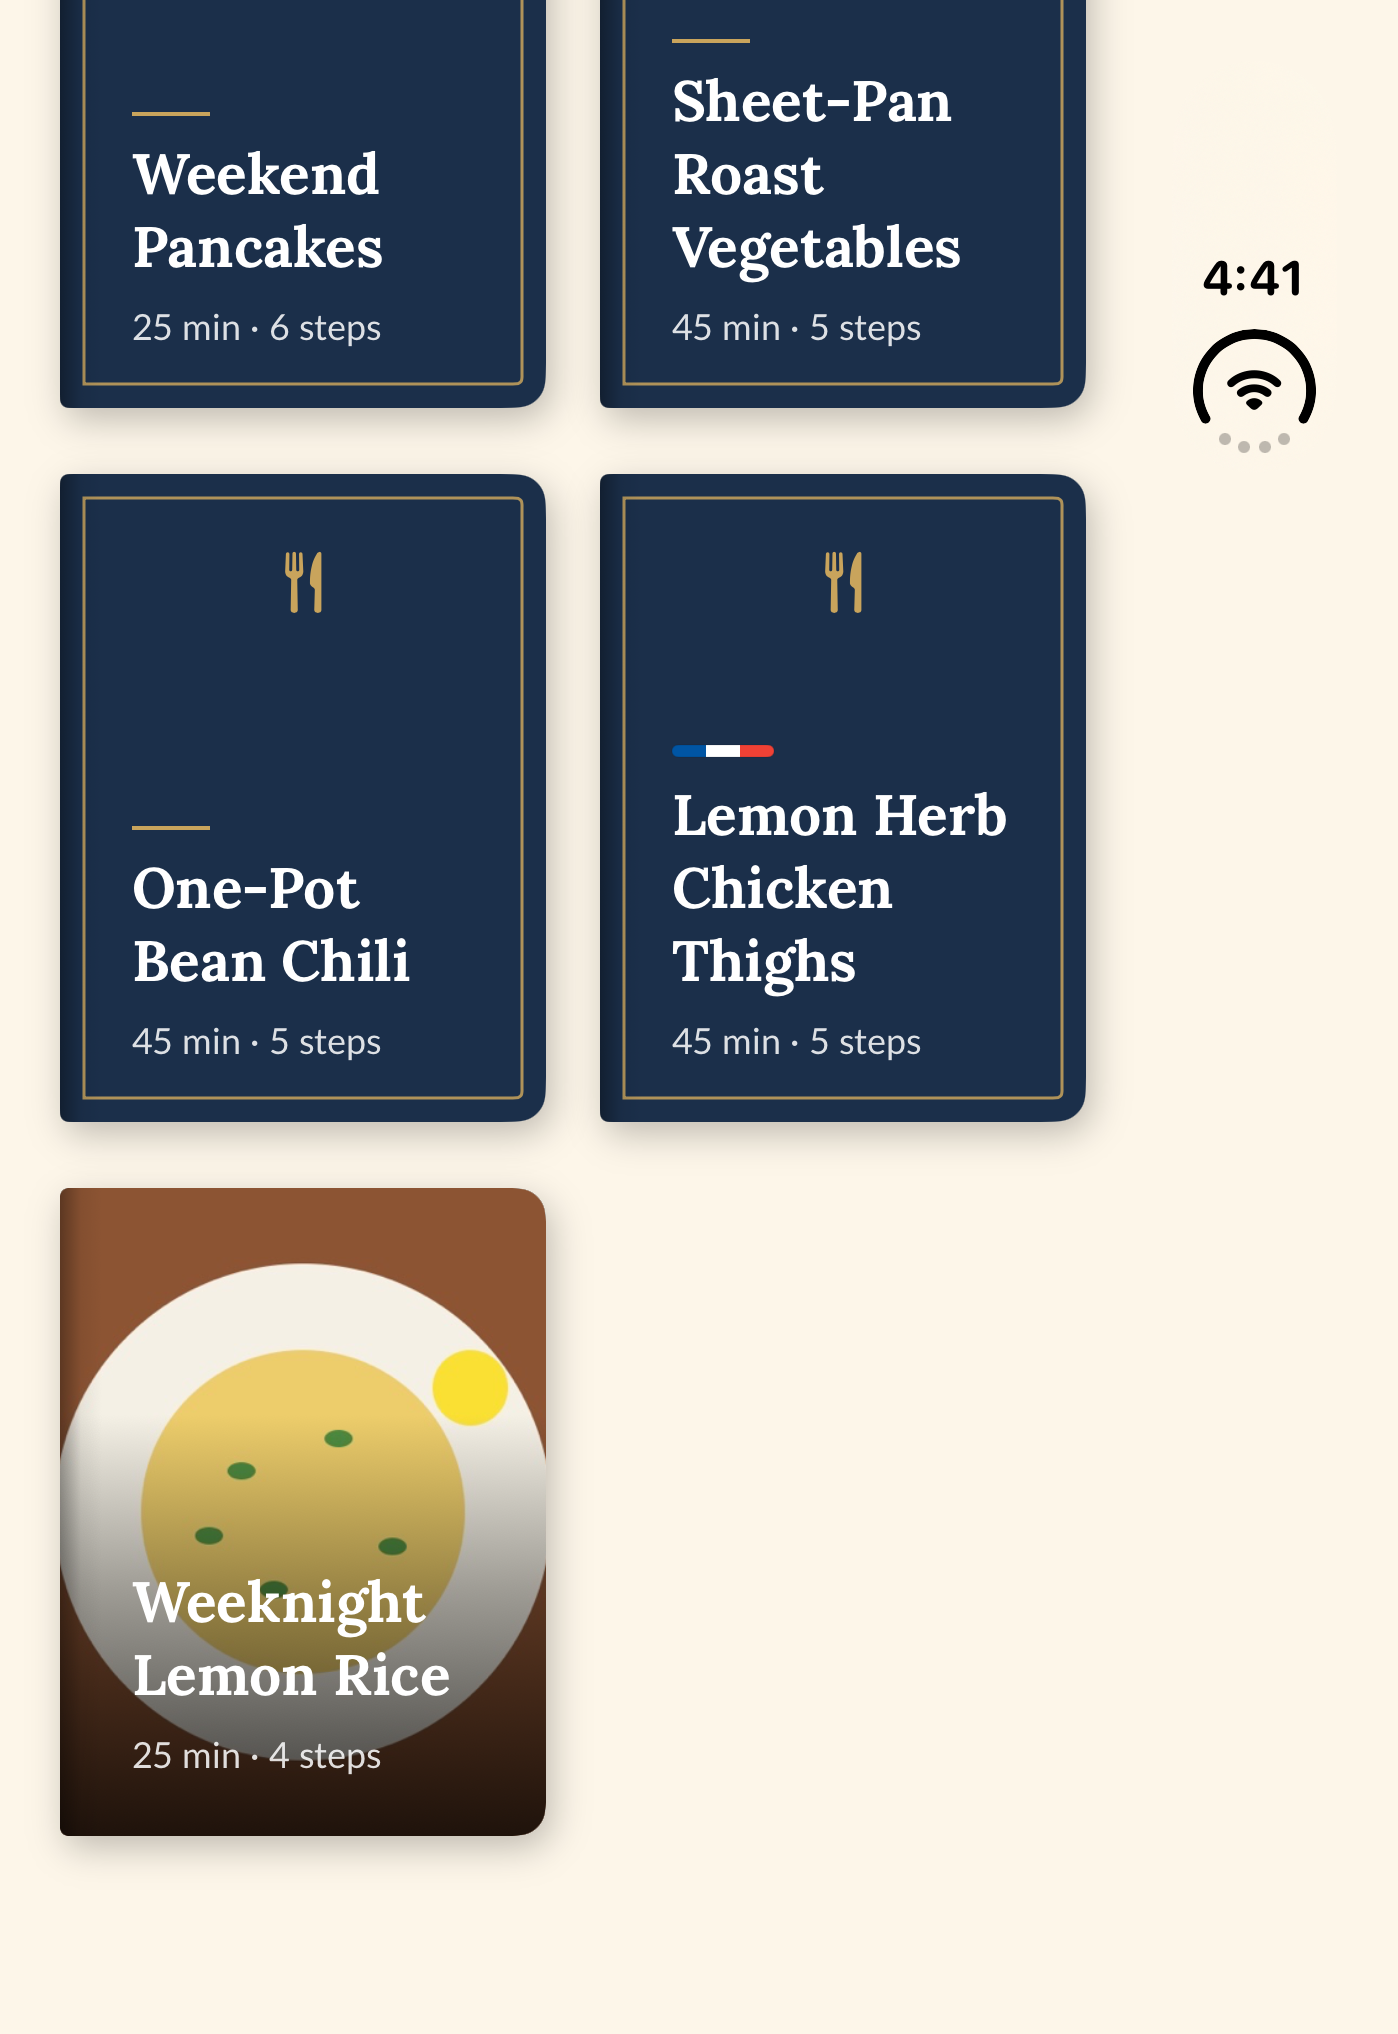 Weekend
Pancakes
25 min · 6 steps
Sheet-Pan
Roast
Vegetables
45 min · 5 steps
4:41
One-Pot
Bean Chili
45 min · 5 steps
Lemon Herb
Chicken
Thighs
45 min · 5 steps
Weeknight
Lemon Rice
25 min · 4 steps